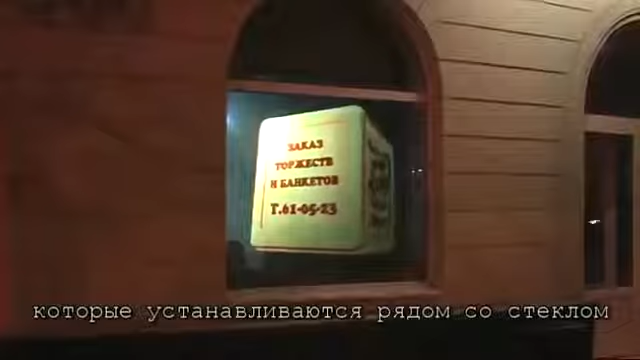 ЗАКАЗ
ТОРЖЕСТВ
И БАНКЕТОВ
Т.61-05-23
которые устанавливаются рядом со стеклом